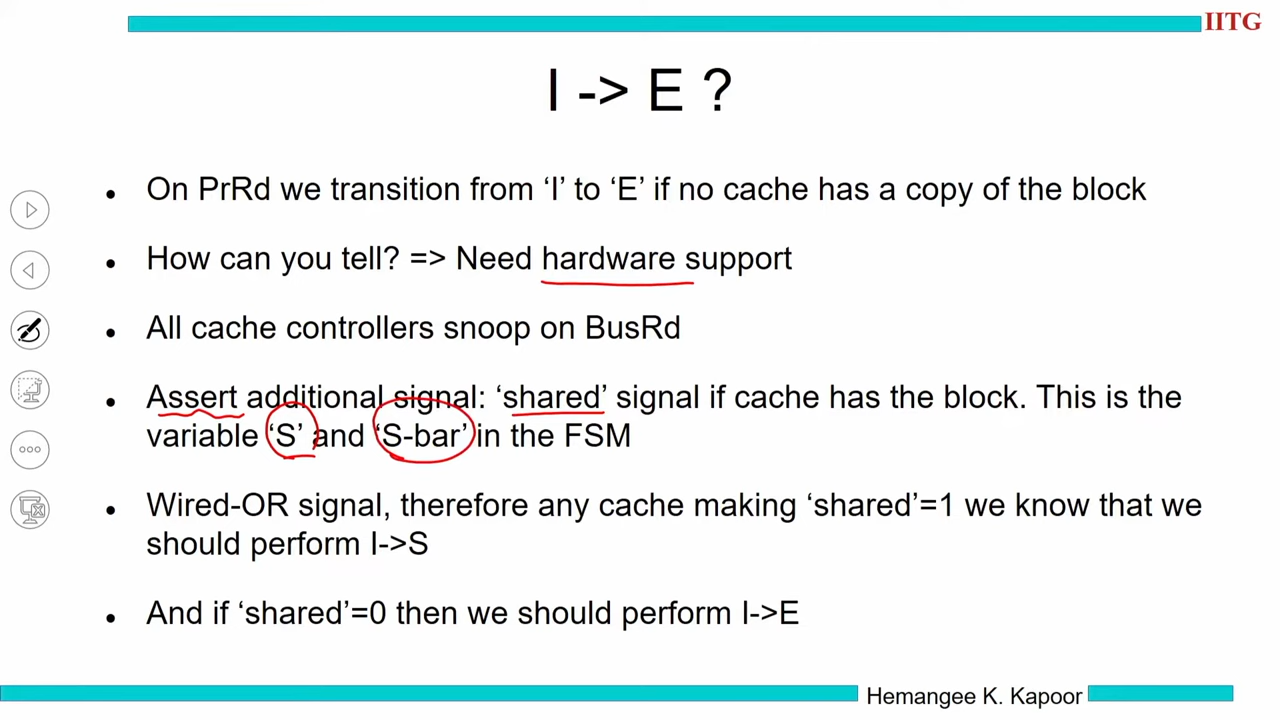 IITG
I -> E ?
• On PrRd we transition from ‘I’ to ‘E’ if no cache has a copy of the block
• How can you tell? => Need hardware support
• All cache controllers snoop on BusRd
• Assert additional signal: ‘shared’ signal if cache has the block. This is the
variable ‘S’ and ‘S-bar’ in the FSM
• Wired-OR signal, therefore any cache making ‘shared’=1 we know that we
should perform I->S
• And if ‘shared’=0 then we should perform I->E
Hemangee K. Kapoor